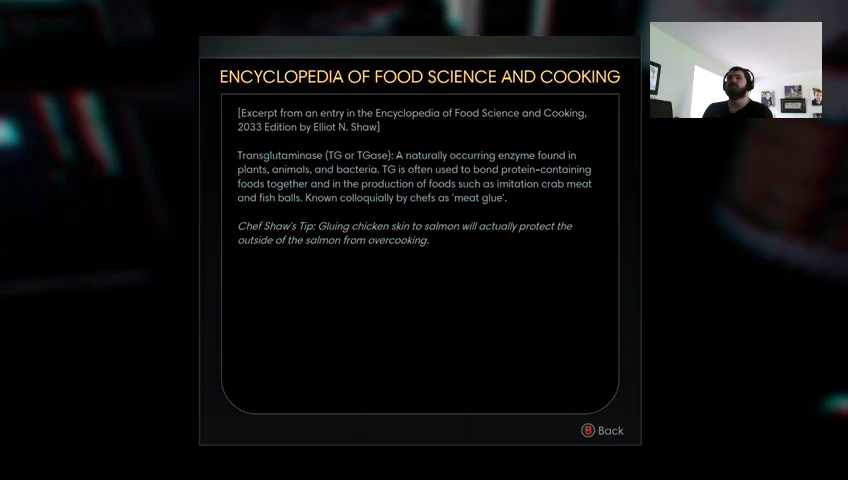 ENCYCLOPEDIA OF FOOD SCIENCE AND COOKING
[Excerpt from an entry in the Encyclopedia of Food Science and Cooking,
2033 Edition by Elliot N. Shaw]
Transglutaminase (TG or TGase): A naturally occurring enzyme found in
plants, animals, and bacteria. TG is often used to bond protein-containing
foods together and in the production of foods such as imitation crab meat
and fish balls. Known colloquially by chefs as 'meat glue'.
Chef Shaw's Tip: Gluing chicken skin to salmon will actually protect the
outside of the salmon from overcooking.
B Back